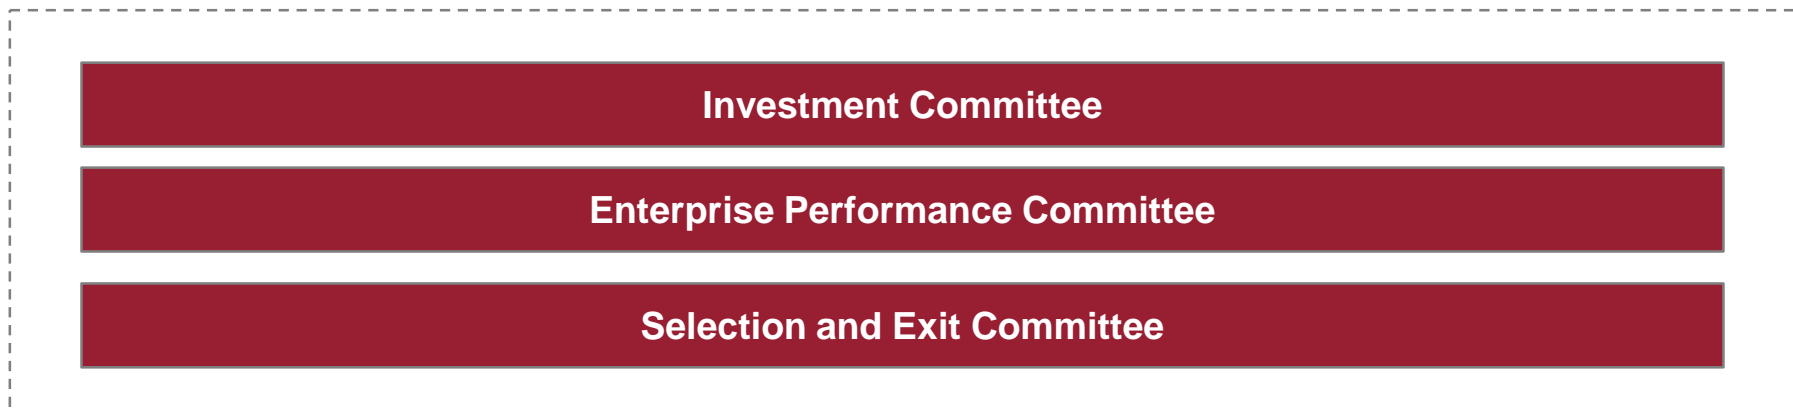 Investment Committee
Enterprise Performance Committee
Selection and Exit Committee